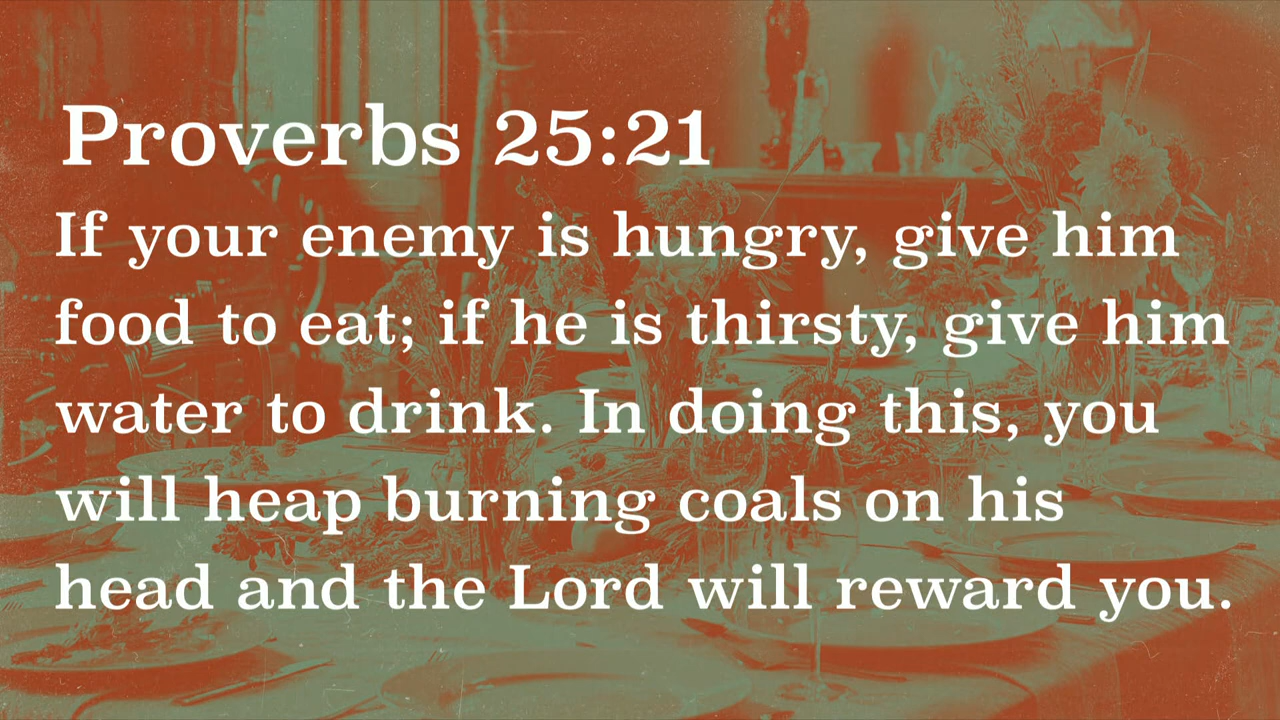 Proverbs 25:21
If your enemy is hungry, give him
food to eat; if he is thirsty, give him
water to drink. In doing this, you
will heap burning coals on his
head and the Lord will reward you.